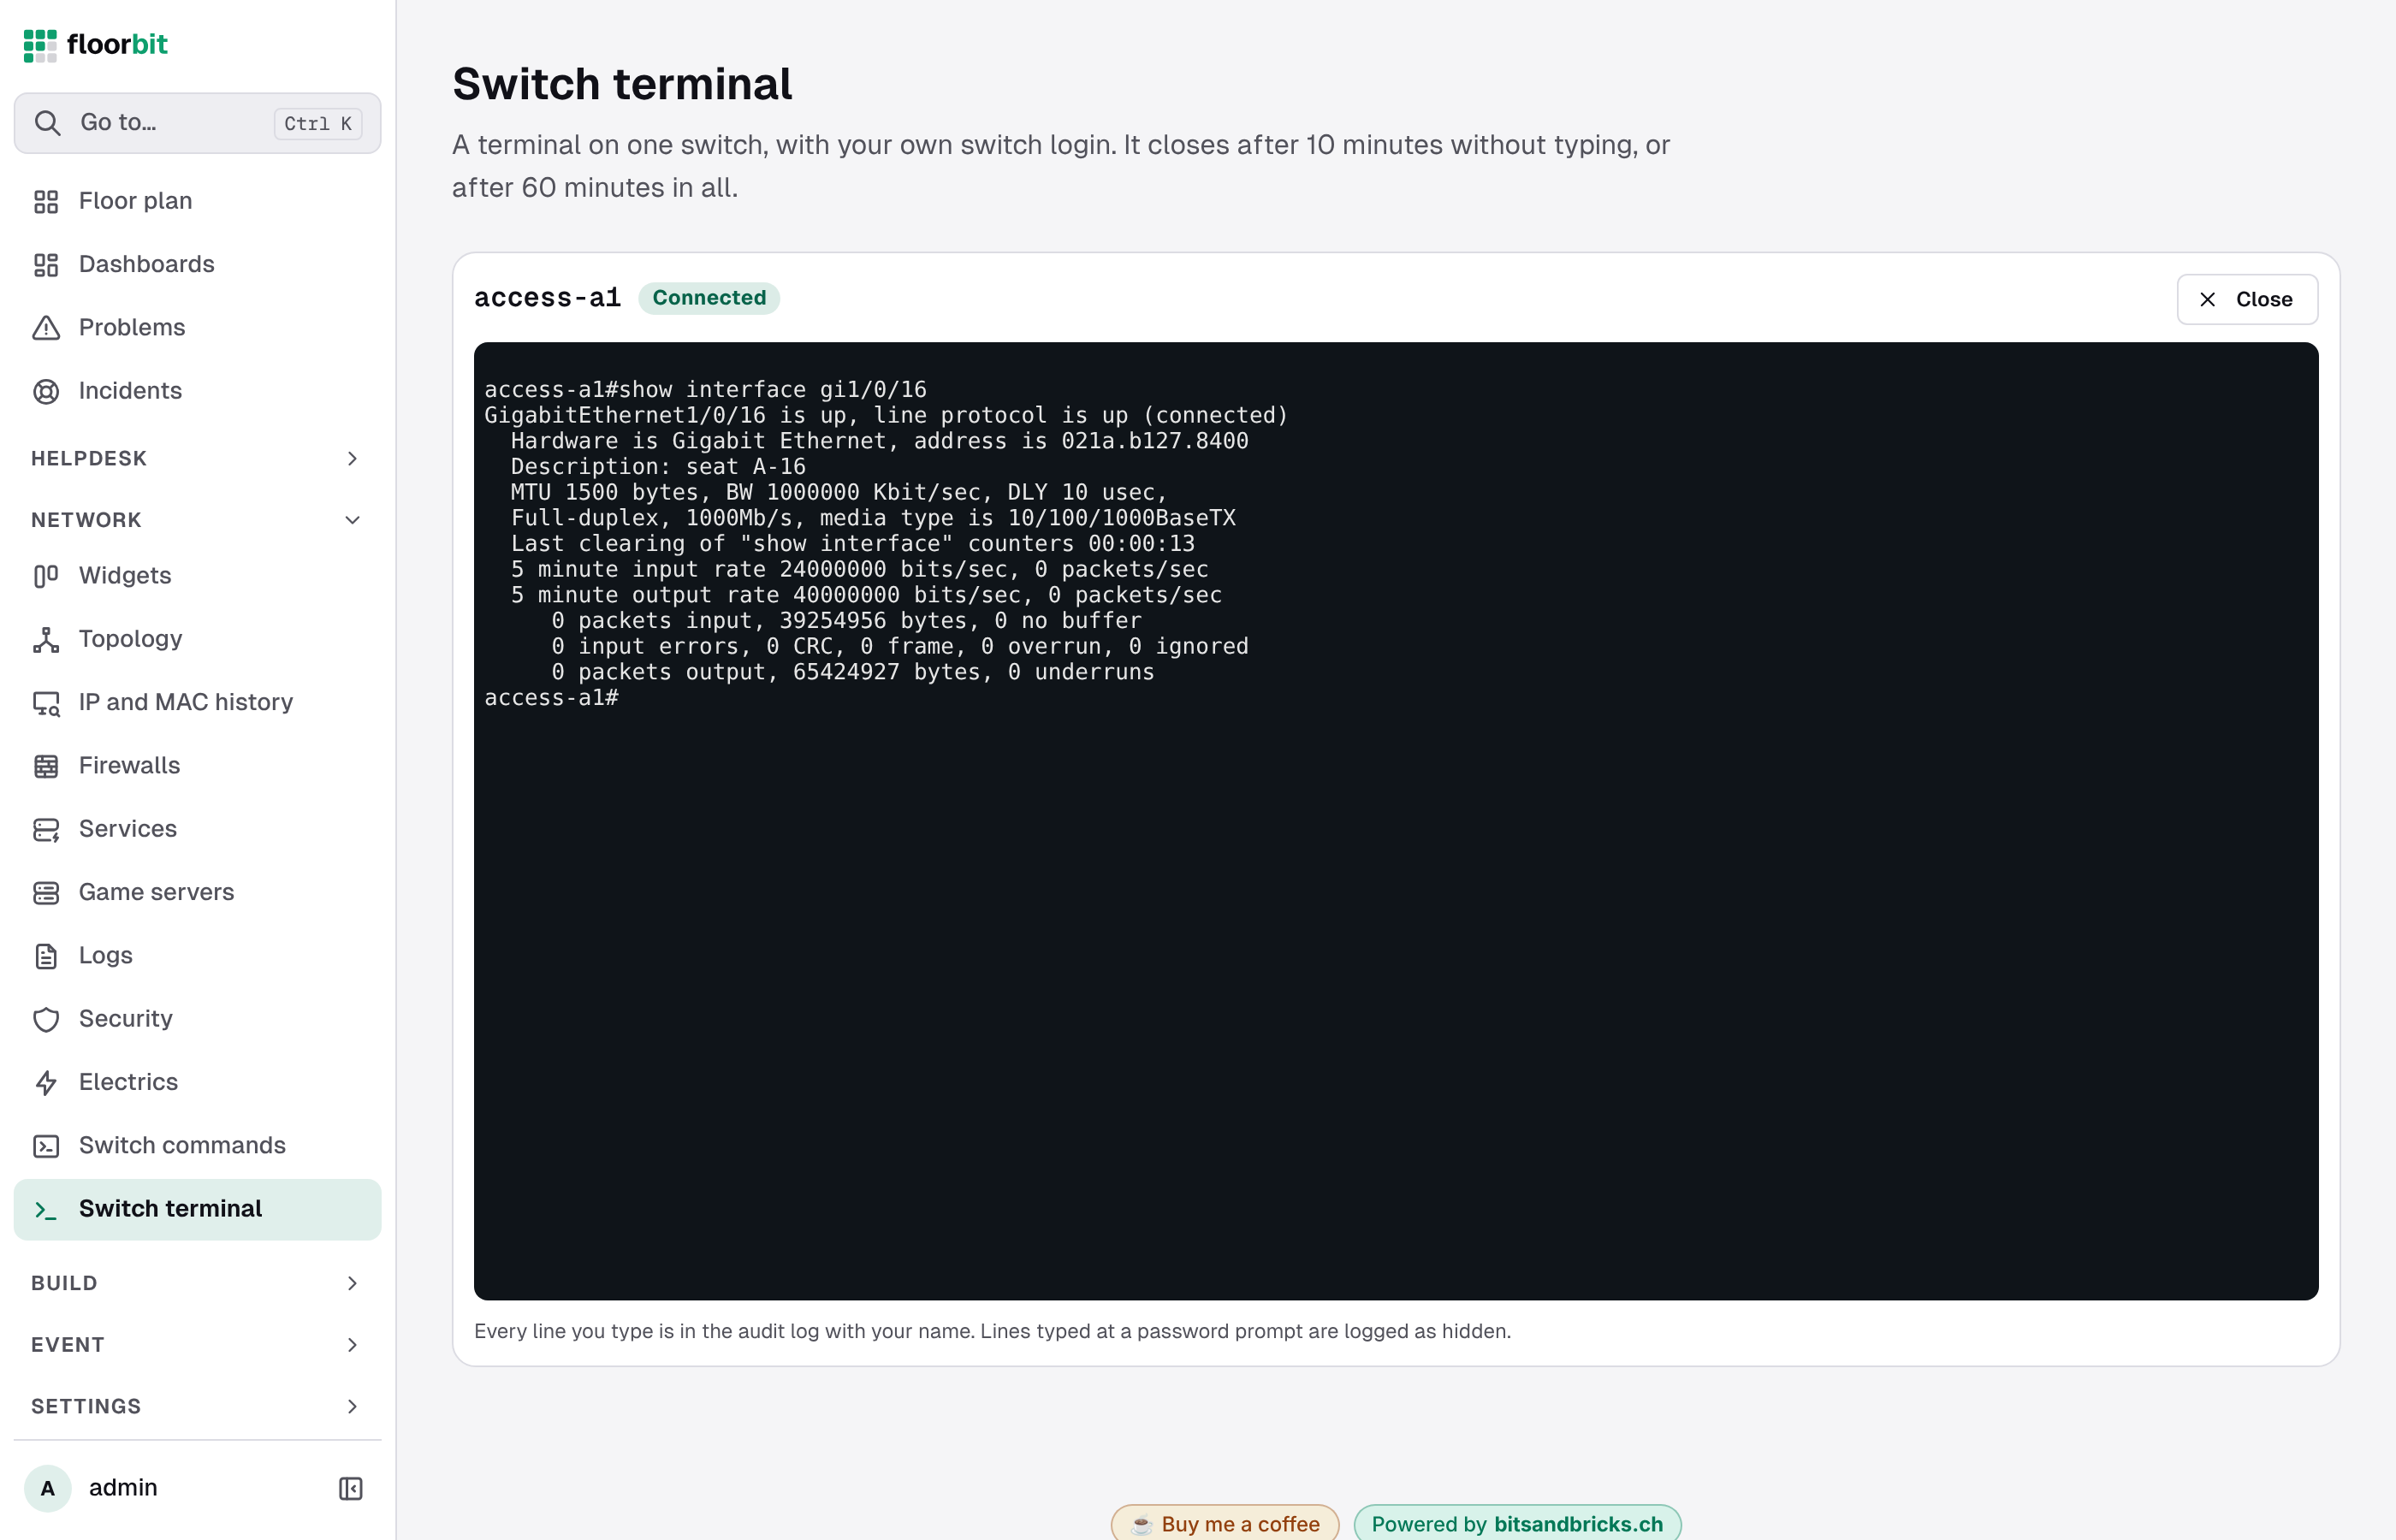 floorbit
Go to... Ctrl K
Floor plan
Dashboards
Problems
Incidents
HELPDESK
NETWORK
Widgets
Topology
IP and MAC history
Firewalls
Services
Game servers
Logs
Security
Electrics
Switch commands
Switch terminal
BUILD
EVENT
SETTINGS
A admin
Switch terminal
A terminal on one switch, with your own switch login. It closes after 10 minutes without typing, or
after 60 minutes in all.
access-a1 Connected
Close
access-a1#show interface gi1/0/16
GigabitEthernet1/0/16 is up, line protocol is up (connected)
  Hardware is Gigabit Ethernet, address is 021a.b127.8400
  Description: seat A-16
  MTU 1500 bytes, BW 1000000 Kbit/sec, DLY 10 usec,
  Full-duplex, 1000Mb/s, media type is 10/100/1000BaseTX
  Last clearing of "show interface" counters 00:00:13
  5 minute input rate 24000000 bits/sec, 0 packets/sec
  5 minute output rate 40000000 bits/sec, 0 packets/sec
     0 packets input, 39254956 bytes, 0 no buffer
     0 input errors, 0 CRC, 0 frame, 0 overrun, 0 ignored
     0 packets output, 65424927 bytes, 0 underruns
access-a1#
Every line you type is in the audit log with your name. Lines typed at a password prompt are logged as hidden.
Buy me a coffee
Powered by bitsandbricks.ch